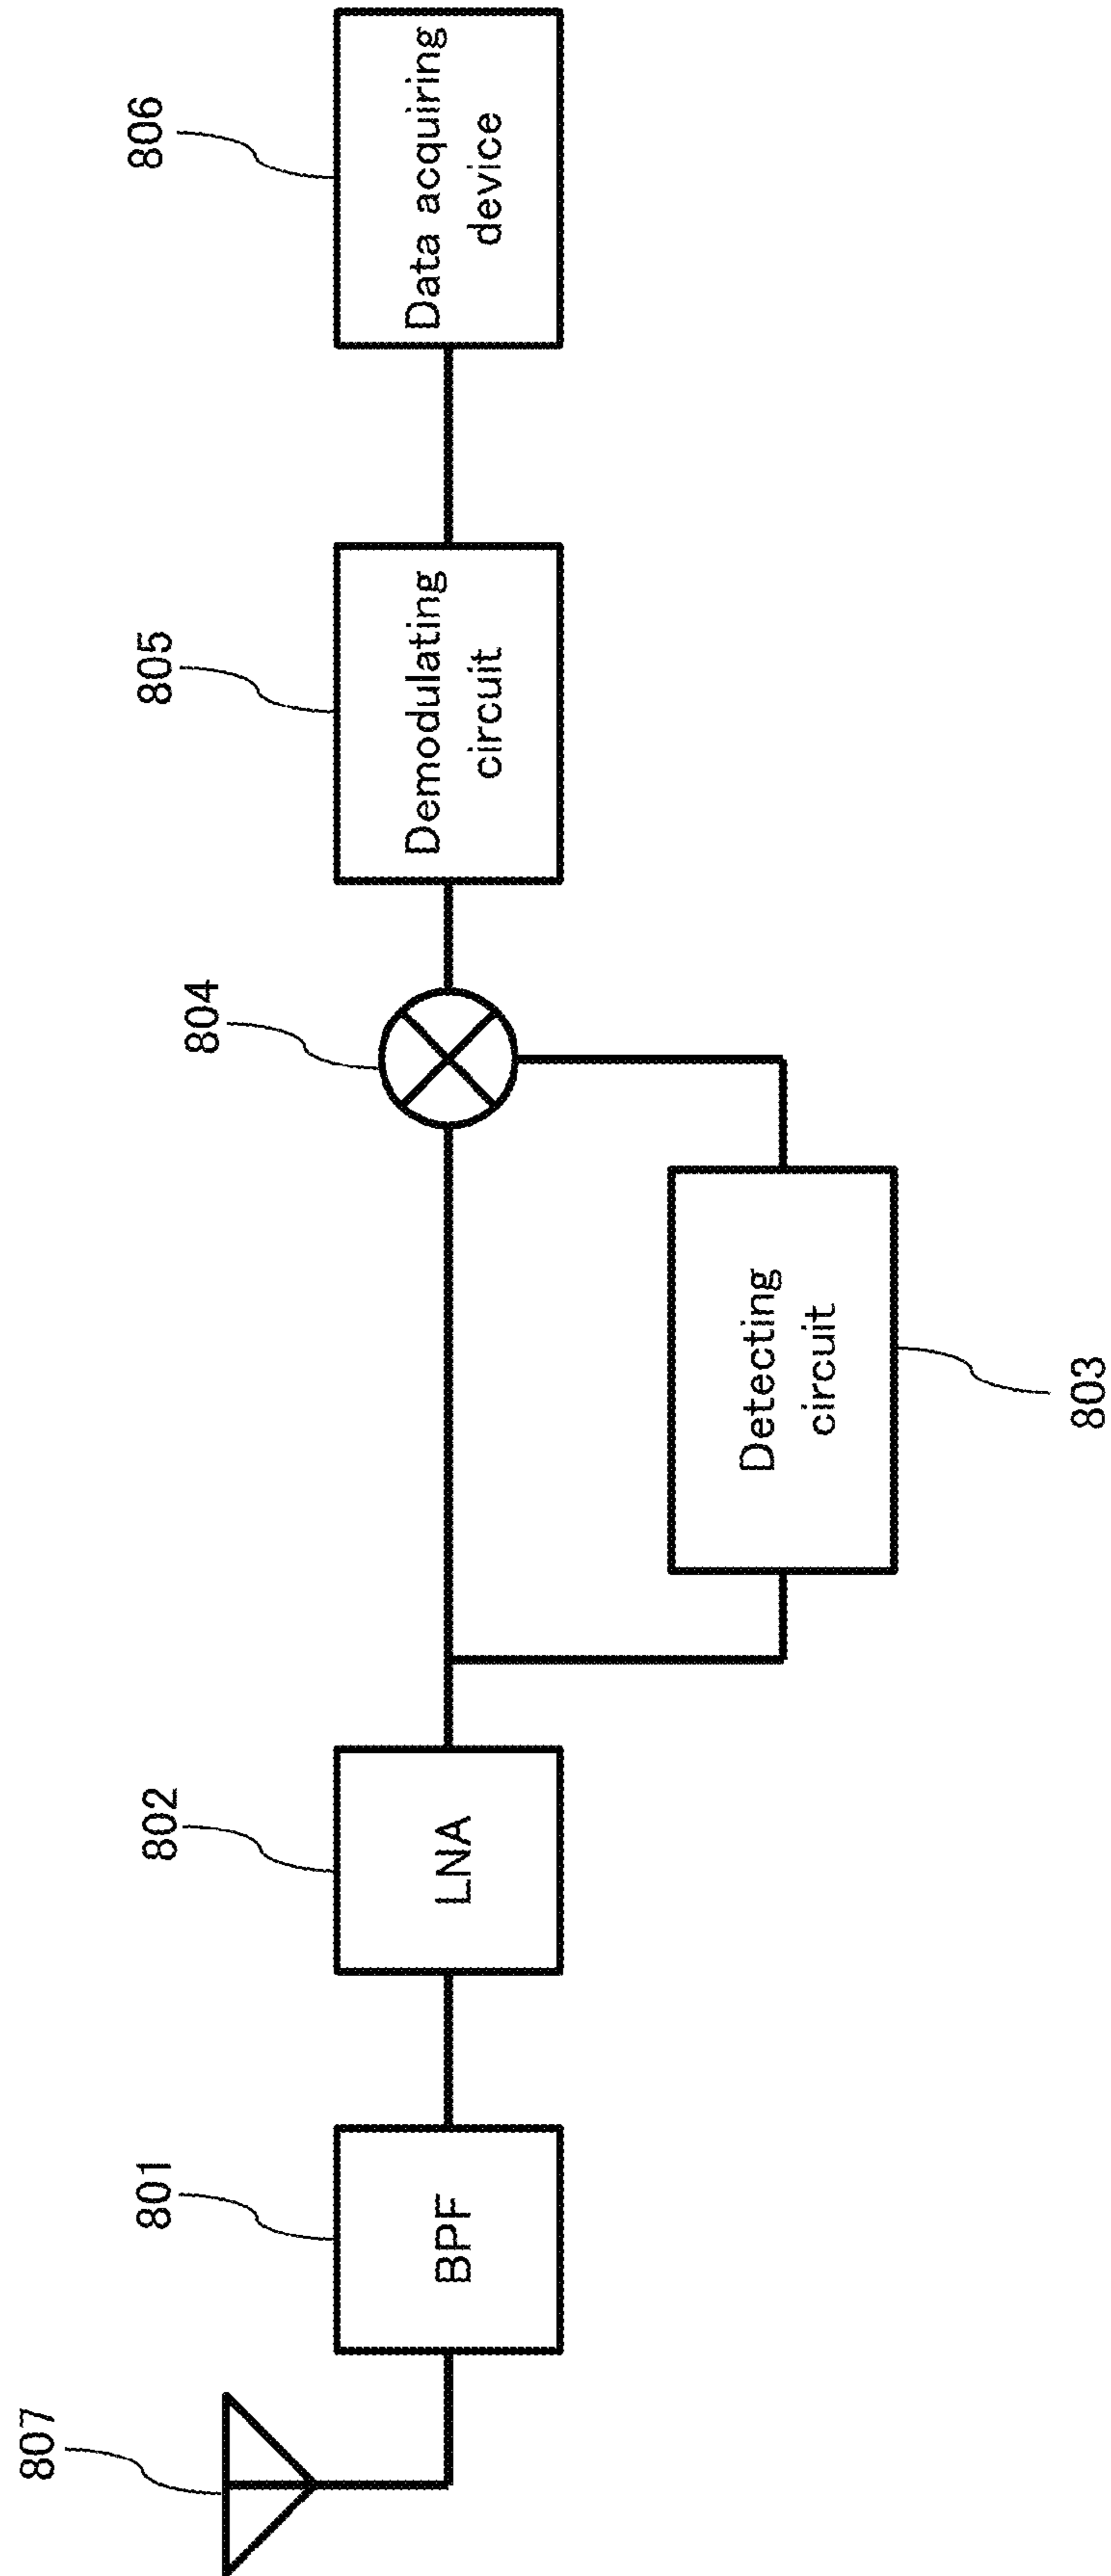 807
801
BPF
802
LNA
803
Detecting
circuit
804
805
Demodulating
circuit
806
Data acquiring
device